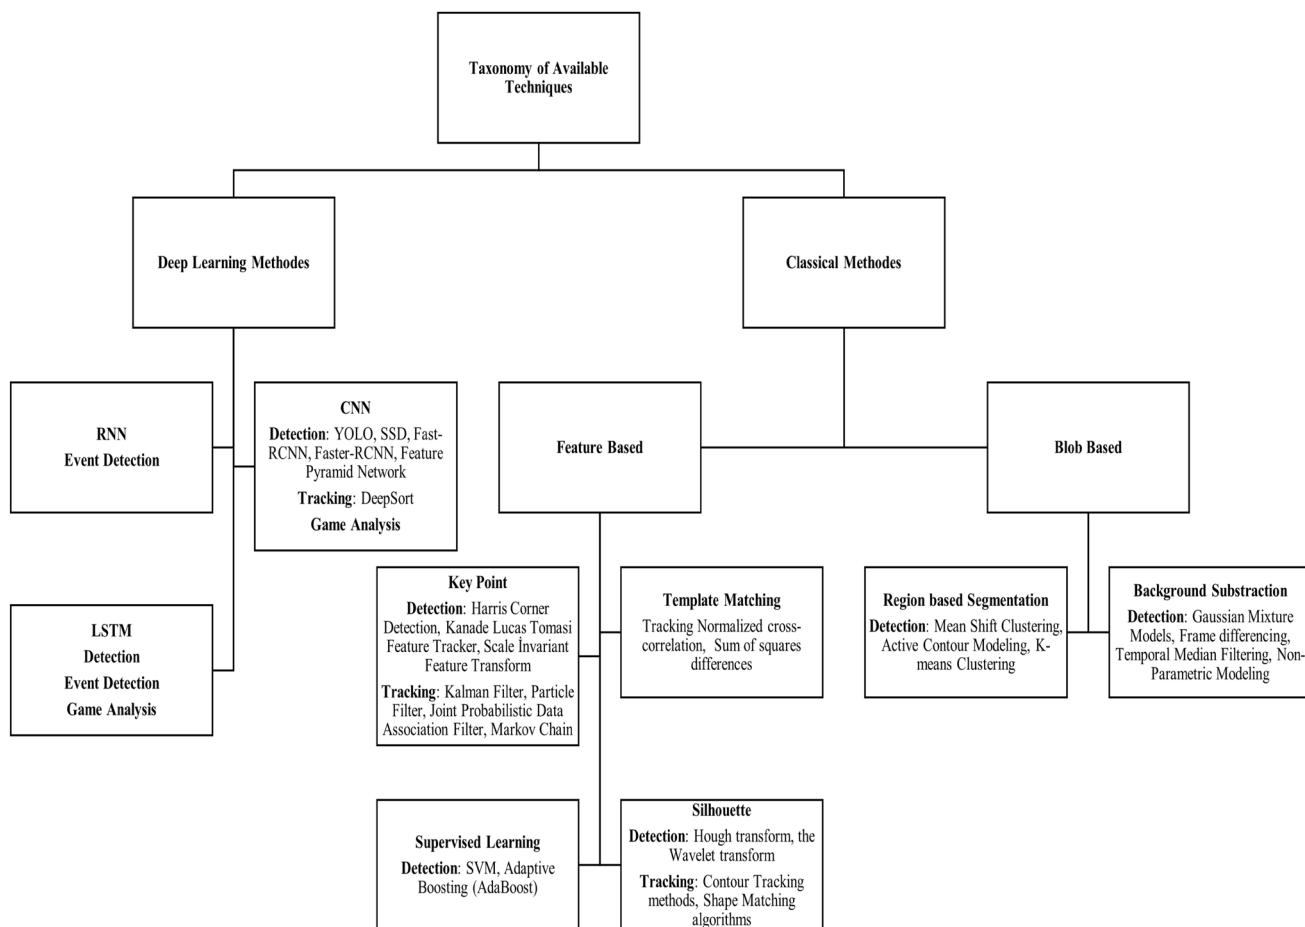 Taxonomy of Available
Techniques
Deep Learning Methodes
Classical Methodes
RNN
Event Detection
CNN
Detection: YOLO, SSD, Fast-
RCNN, Faster-RCNN, Feature
Pyramid Network
Tracking: DeepSort
Game Analysis
Feature Based
Blob Based
LSTM
Detection
Event Detection
Game Analysis
Key Point
Detection: Harris Corner
Detection, Kanade Lucas Tomasi
Feature Tracker, Scale İnvariant
Feature Transform
Tracking: Kalman Filter, Particle
Filter, Joint Probabilistic Data
Association Filter, Markov Chain
Template Matching
Tracking Normalized cross-
correlation, Sum of squares
differences
Region based Segmentation
Detection: Mean Shift Clustering,
Active Contour Modeling, K-
means Clustering
Background Substraction
Detection: Gaussian Mixture
Models, Frame differencing,
Temporal Median Filtering, Non-
Parametric Modeling
Supervised Learning
Detection: SVM, Adaptive
Boosting (AdaBoost)
Silhouette
Detection: Hough transform, the
Wavelet transform
Tracking: Contour Tracking
methods, Shape Matching
algorithms